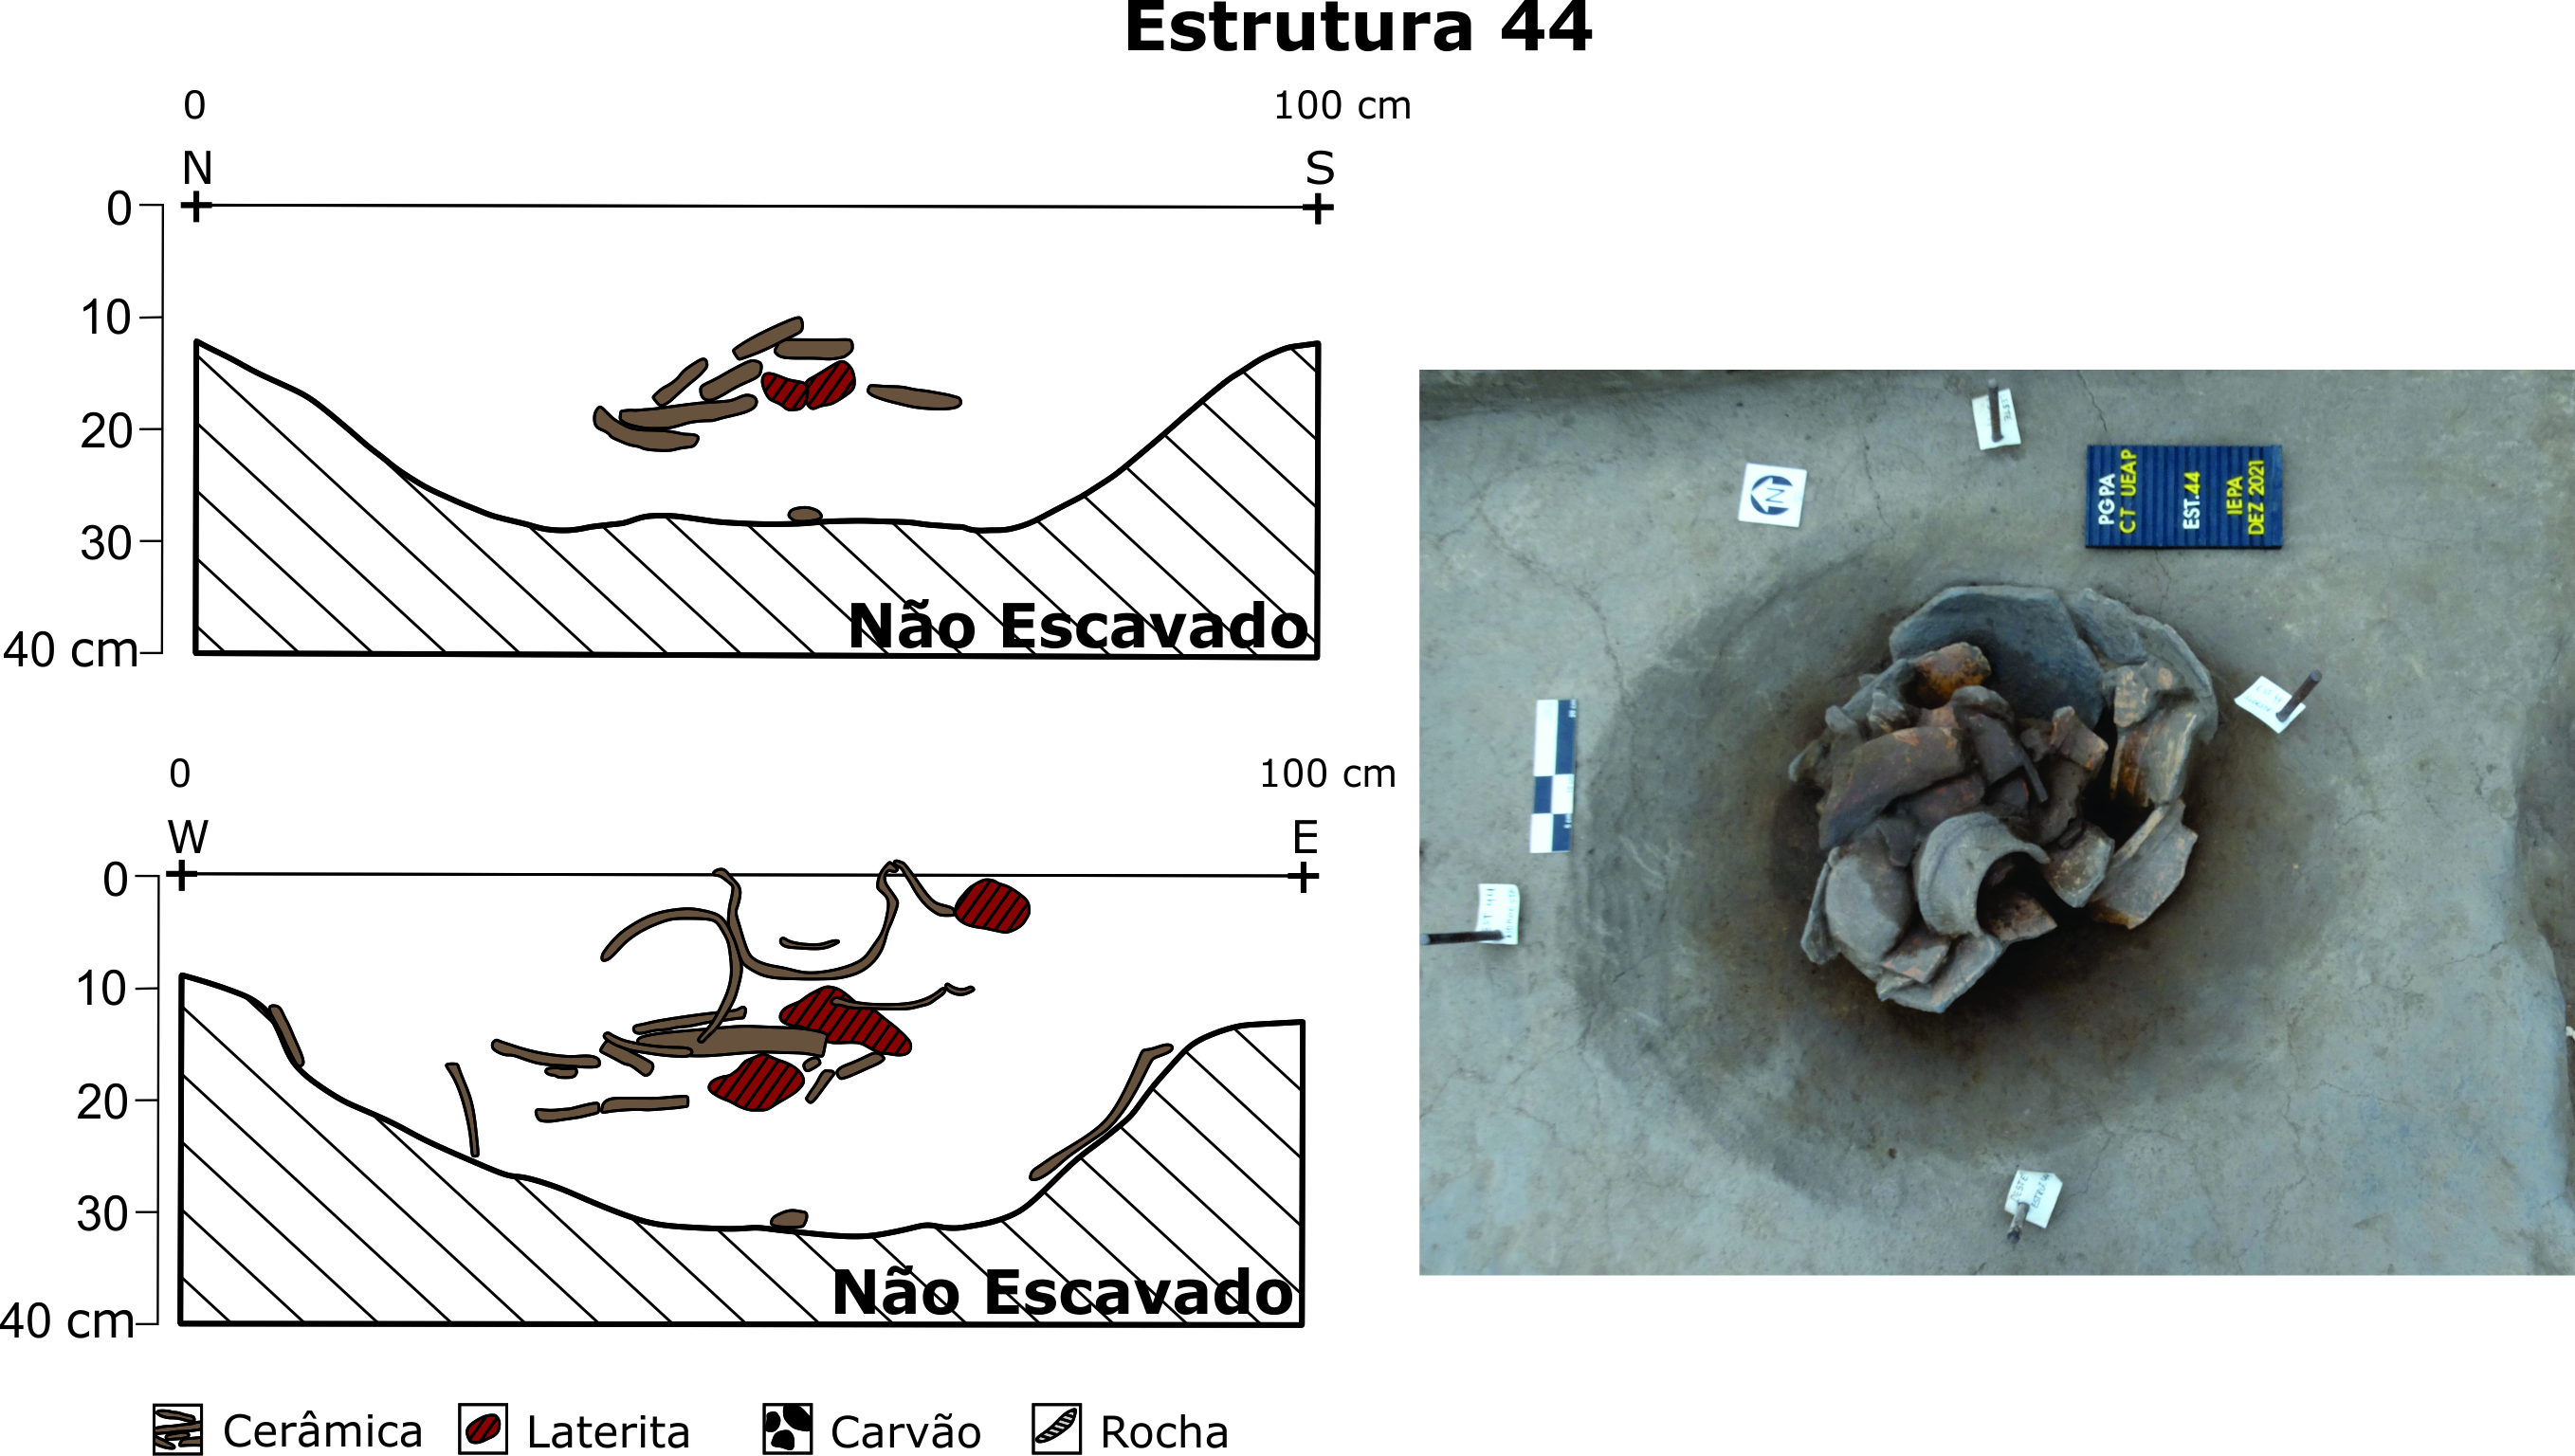 Estrutura 44
0
100 cm
N
S
0
10
20
30
40 cm
Não Escavado
0
100 cm
W
E
0
10
20
30
40 cm
Não Escavado
N
PGPA
CT UEAP
EST.44
IEPA
DEZ 2021
Cerâmica
Laterita
Carvão
Rocha